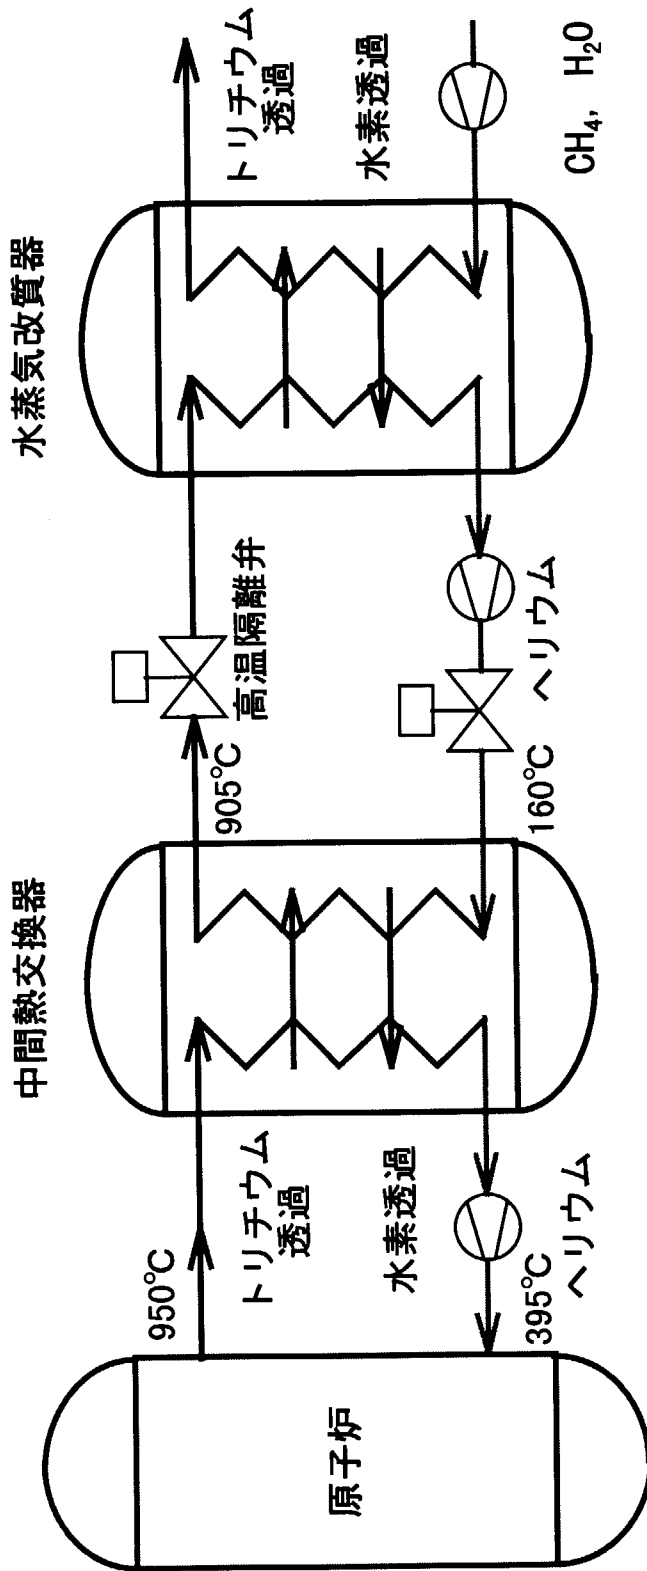 中間熱交換器
水蒸気改質器
950℃
トリチウム
透過
905℃
高温隔離弁
トリチウム
透過
原子炉
水素透過
水素透過
395℃
ヘリウム
160℃
ヘリウム
CH₄, H₂O